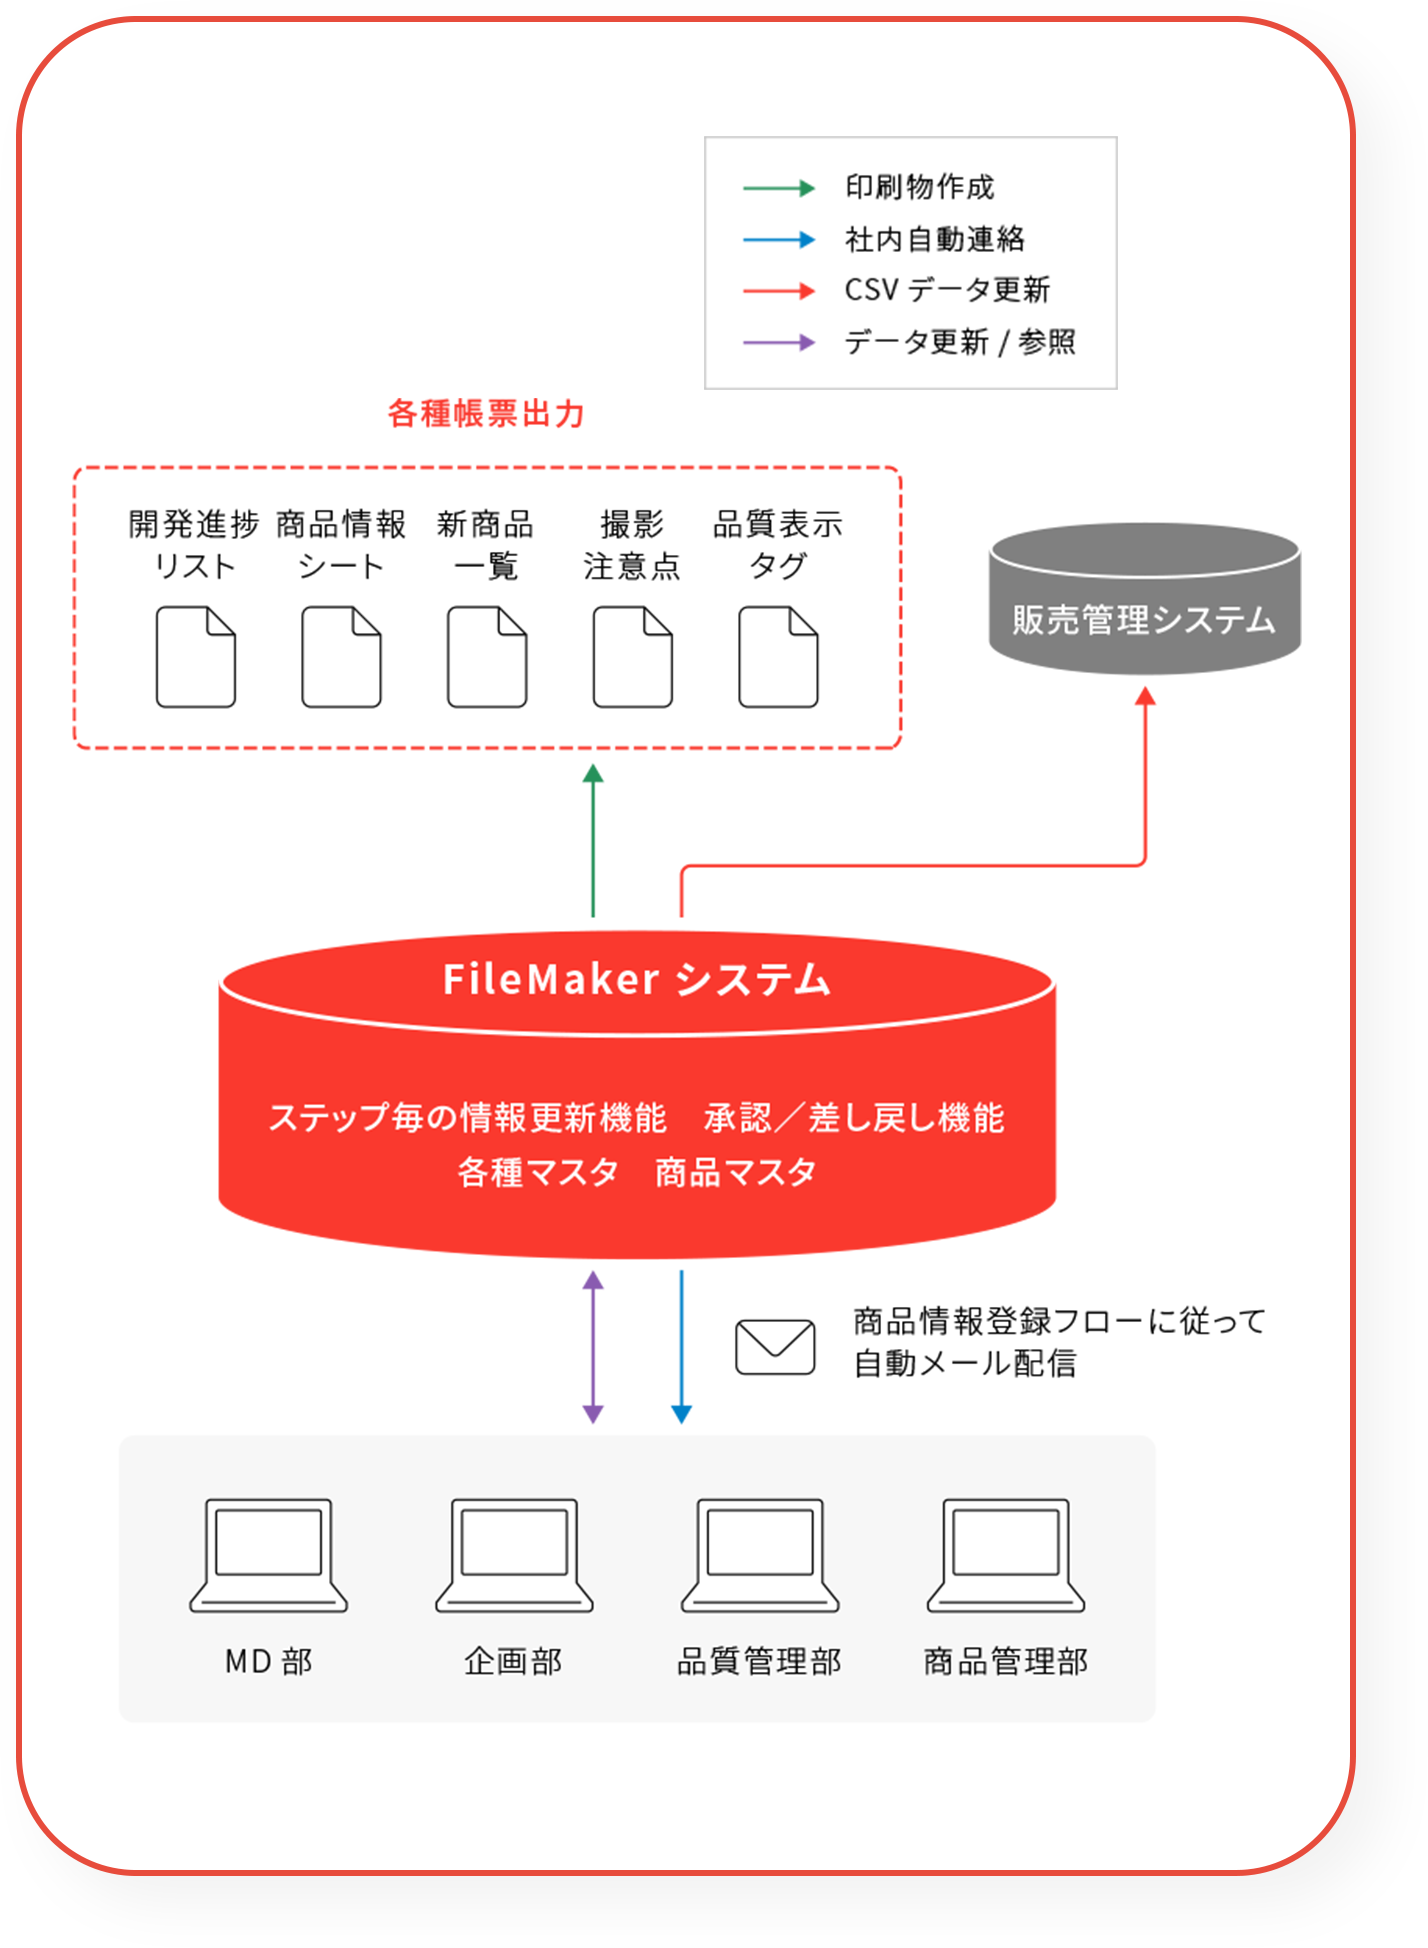 印刷物作成
社内自動連絡
CSV データ更新
データ更新 / 参照
各種帳票出力
開発進捗
リスト
商品情報
シート
新商品
一覧
撮影
注意点
品質表示
タグ
販売管理システム
FileMaker システム
ステップ毎の情報更新機能　承認／差し戻し機能
各種マスタ　商品マスタ
商品情報登録フローに従って
自動メール配信
MD 部
企画部
品質管理部
商品管理部